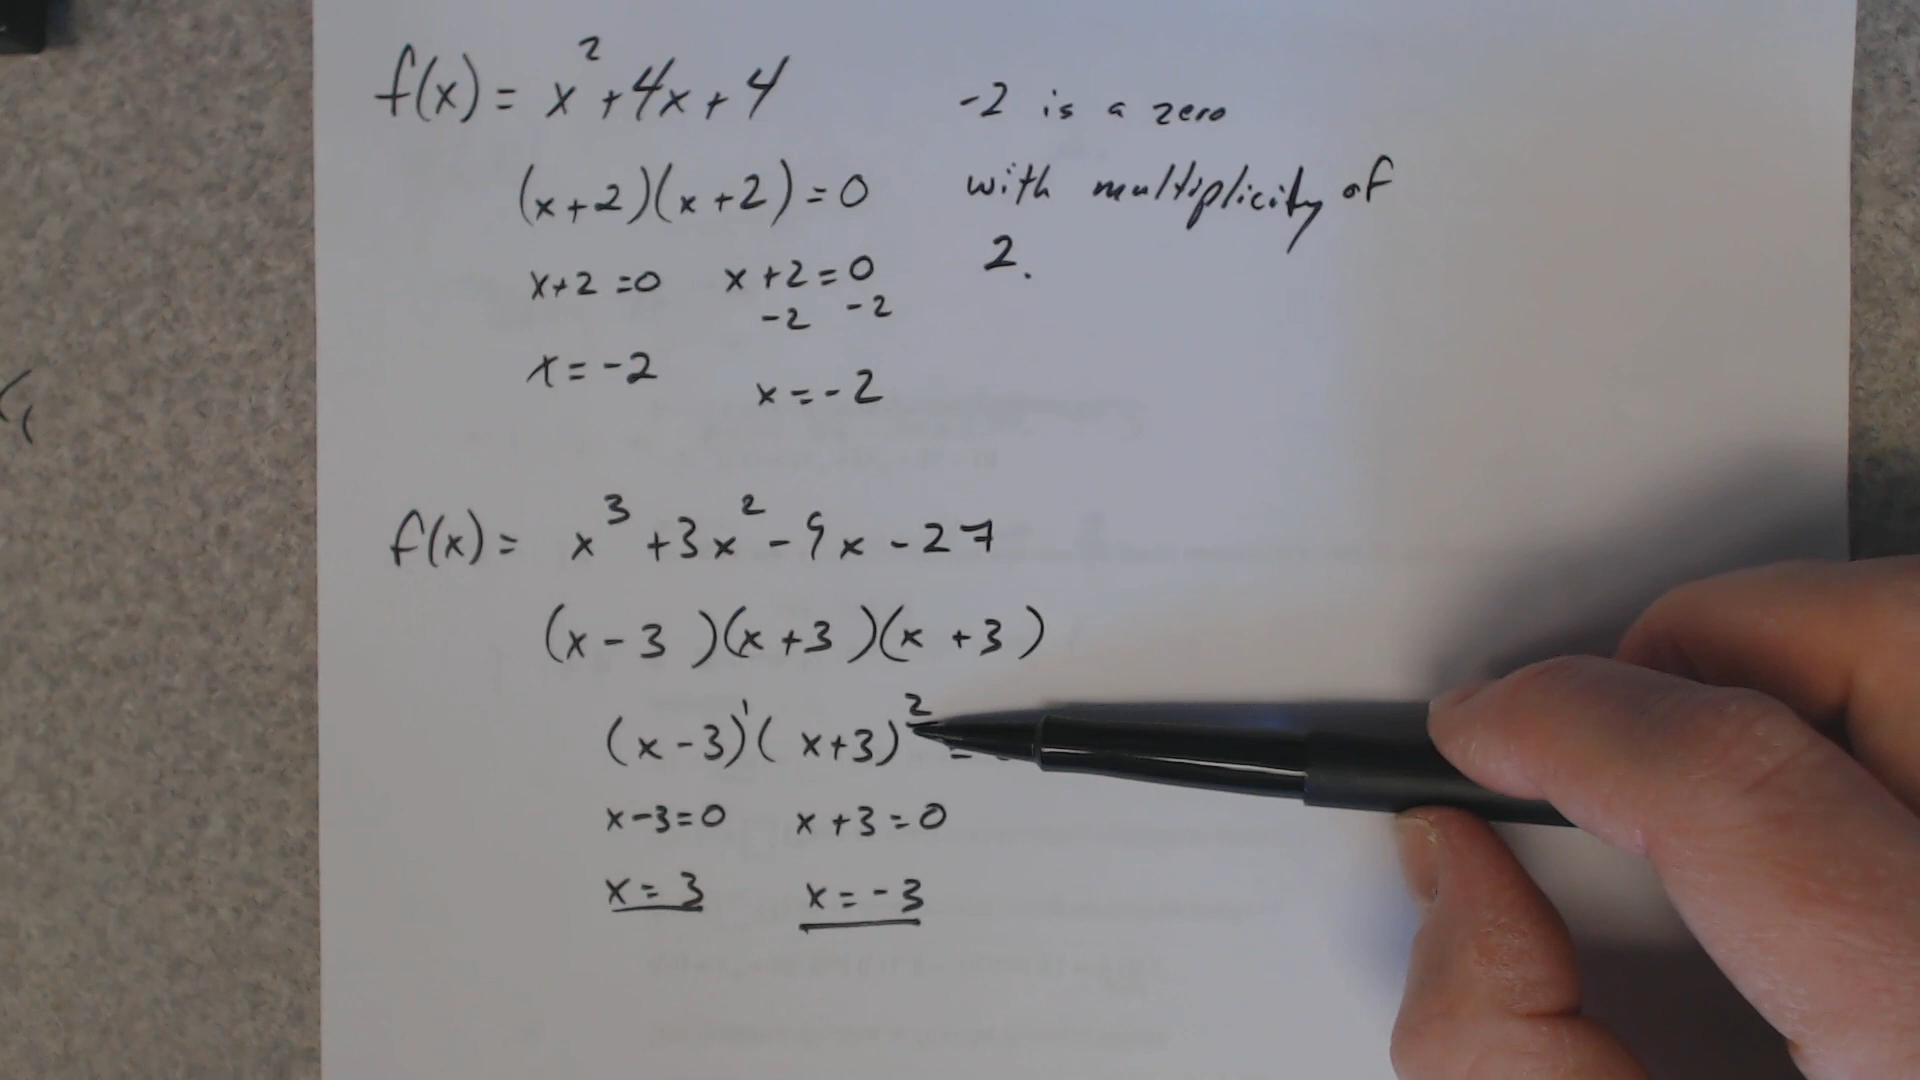 f(x) = x² + 4x + 4
(x+2)(x+2) = 0
x+2 = 0 x+2 = 0
-2 -2
x = -2
x = -2
-2 is a zero
with multiplicity of
2.
f(x) = x³ + 3x² - 9x - 27
(x - 3)(x + 3)(x + 3)
(x - 3)¹(x+3)²
x-3=0 x+3=0
x = 3 x = -3